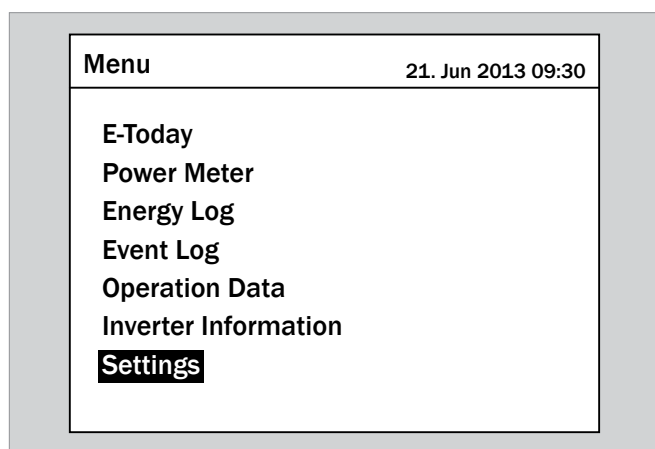 Menu 21. Jun 2013 09:30
E-Today
Power Meter
Energy Log
Event Log
Operation Data
Inverter Information
Settings